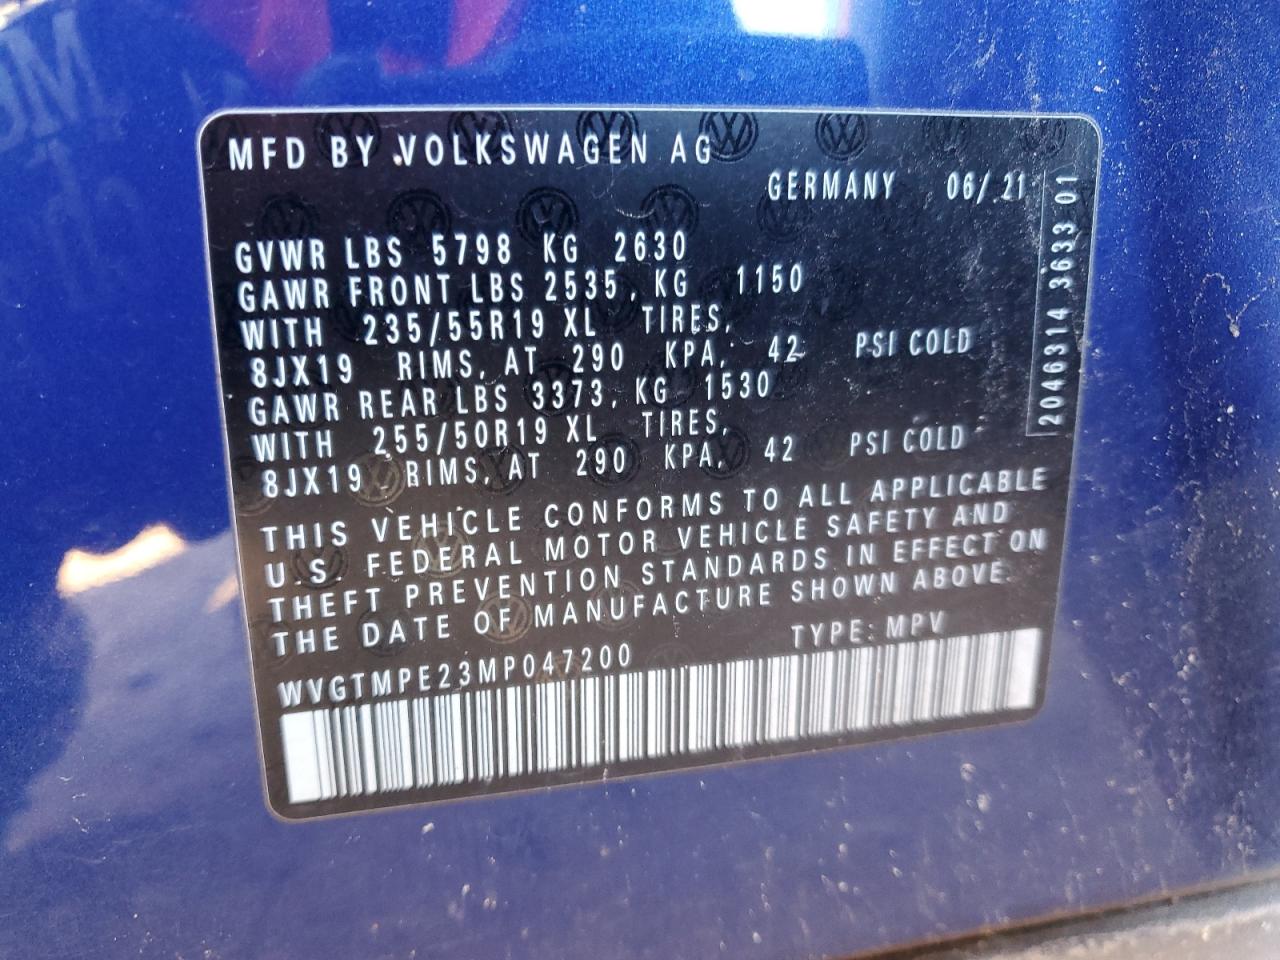 MFD BY VOLKSWAGEN AG
GERMANY 06/ 21
GVWR LBS 5798 KG 2630
GAWR FRONT LBS 2535, KG 1150
WITH 235/55R19 XL TIRES,
8JX19 RIMS, AT 290 KPA, 42 PSI COLD
GAWR REAR LBS 3373, KG 1530
WITH 255/50R19 XL TIRES,
8JX19 RIMS, AT 290 KPA, 42 PSI COLD
THIS VEHICLE CONFORMS TO ALL APPLICABLE
U.S. FEDERAL MOTOR VEHICLE SAFETY AND
THEFT PREVENTION STANDARDS IN EFFECT ON
THE DATE OF MANUFACTURE SHOWN ABOVE.
WVGTMPE23MP047200 TYPE: MPV
2046314 3633 01